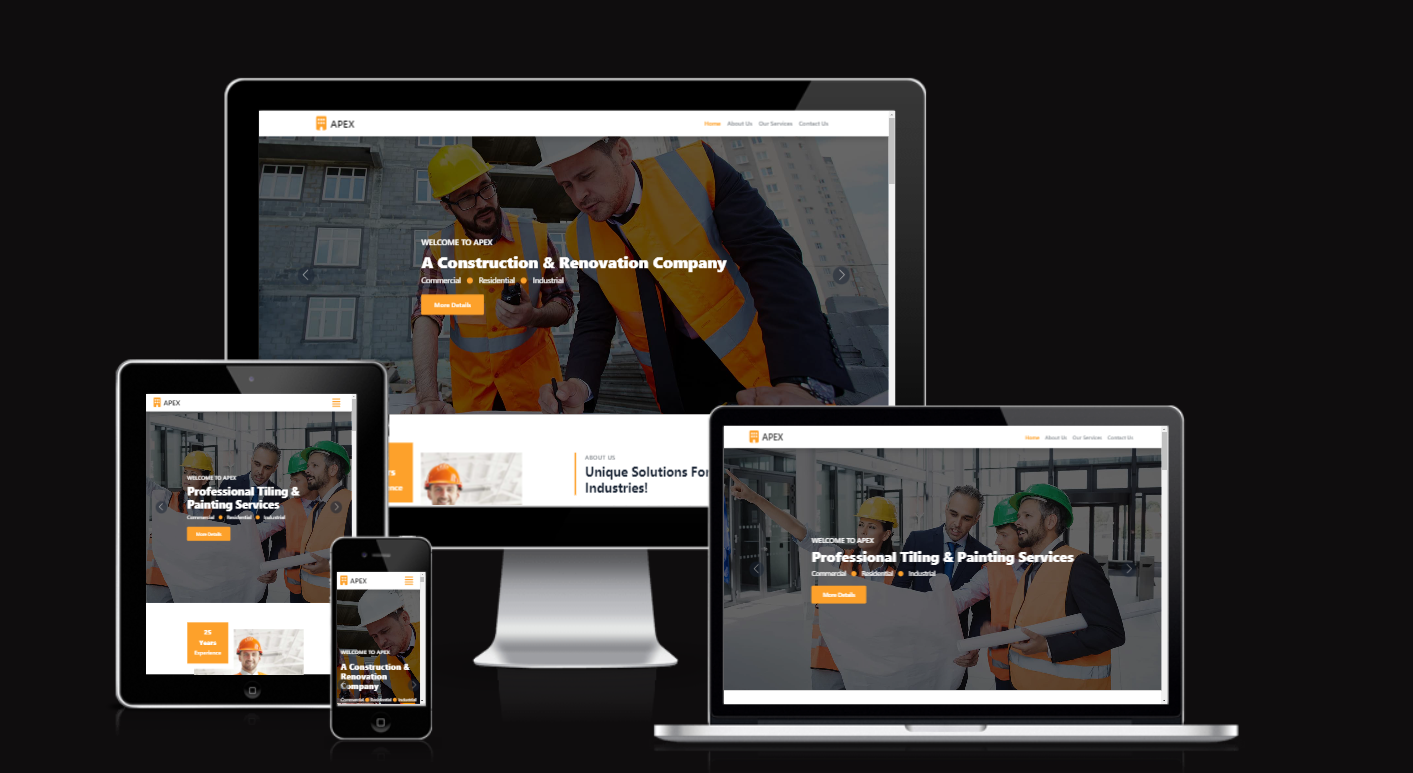 APEX
Home About Us Our Services Contact Us
WELCOME TO APEX
A Construction & Renovation Company
Commercial Residential Industrial
More Details
ABOUT US
Unique Solutions For
Industries!
APEX
WELCOME TO APEX
Professional Tiling &
Painting Services
Commercial Residential Industrial
More Details
25
Years
Experience
APEX
WELCOME TO APEX
A Construction &
Renovation
Company
Commercial Residential Industrial
APEX
Home About Us Our Services Contact Us
WELCOME TO APEX
Professional Tiling & Painting Services
Commercial Residential Industrial
More Details